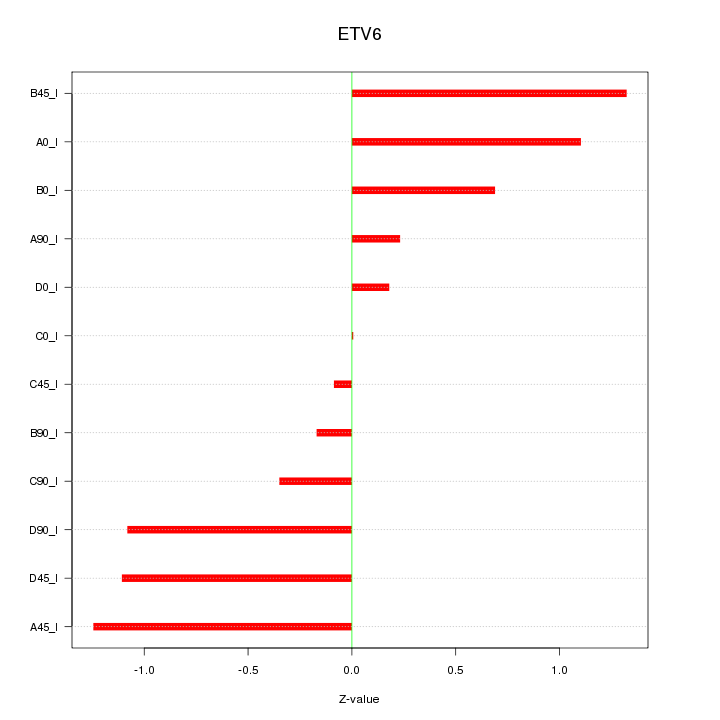 ETV6
B45_I
A0_I
B0_I
A90_I
D0_I
C0_I
C45_I
B90_I
C90_I
D90_I
D45_I
A45_I
-1.0 -0.5 0.0 0.5 1.0
Z-value